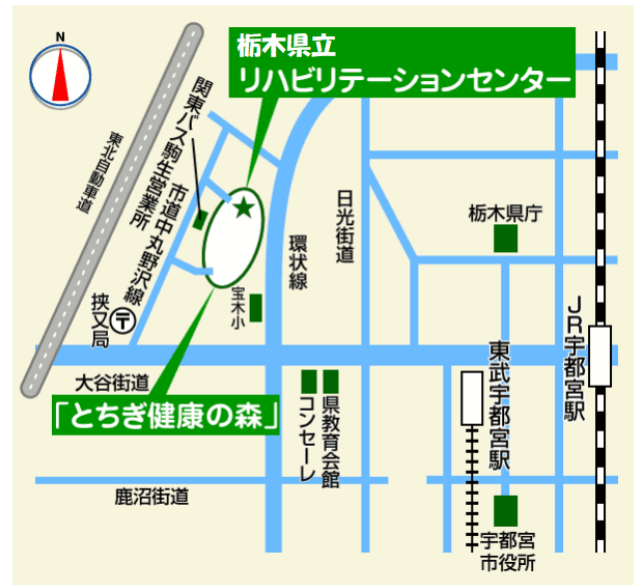 N
栃木県立
リハビリテーションセンター
東北自動車道
関東バス駒生営業所
市道中丸野沢線
日光街道
栃木県庁
環状線
宝木小
挟又局
〒
JR宇都宮駅
大谷街道
東武宇都宮駅
「とちぎ健康の森」
コンセーレ
県教育会館
鹿沼街道
宇都宮
市役所